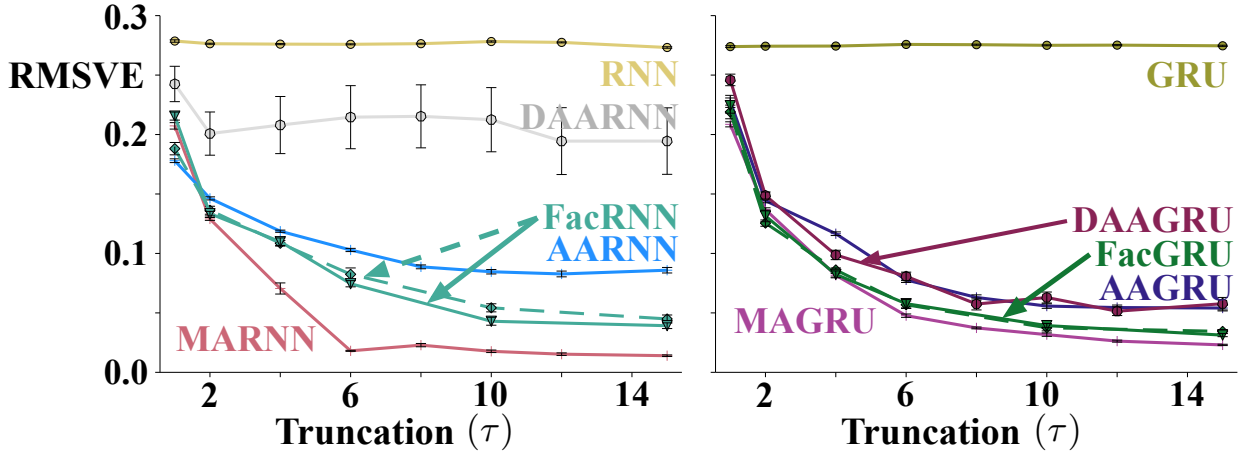 0.3
RMSVE
0.2
0.1
0.0
RNN
DAARNN
FacRNN
AARNN
MARNN
2
6
10
14
Truncation (τ)
GRU
DAAGRU
FacGRU
AAGRU
MAGRU
2
6
10
14
Truncation (τ)